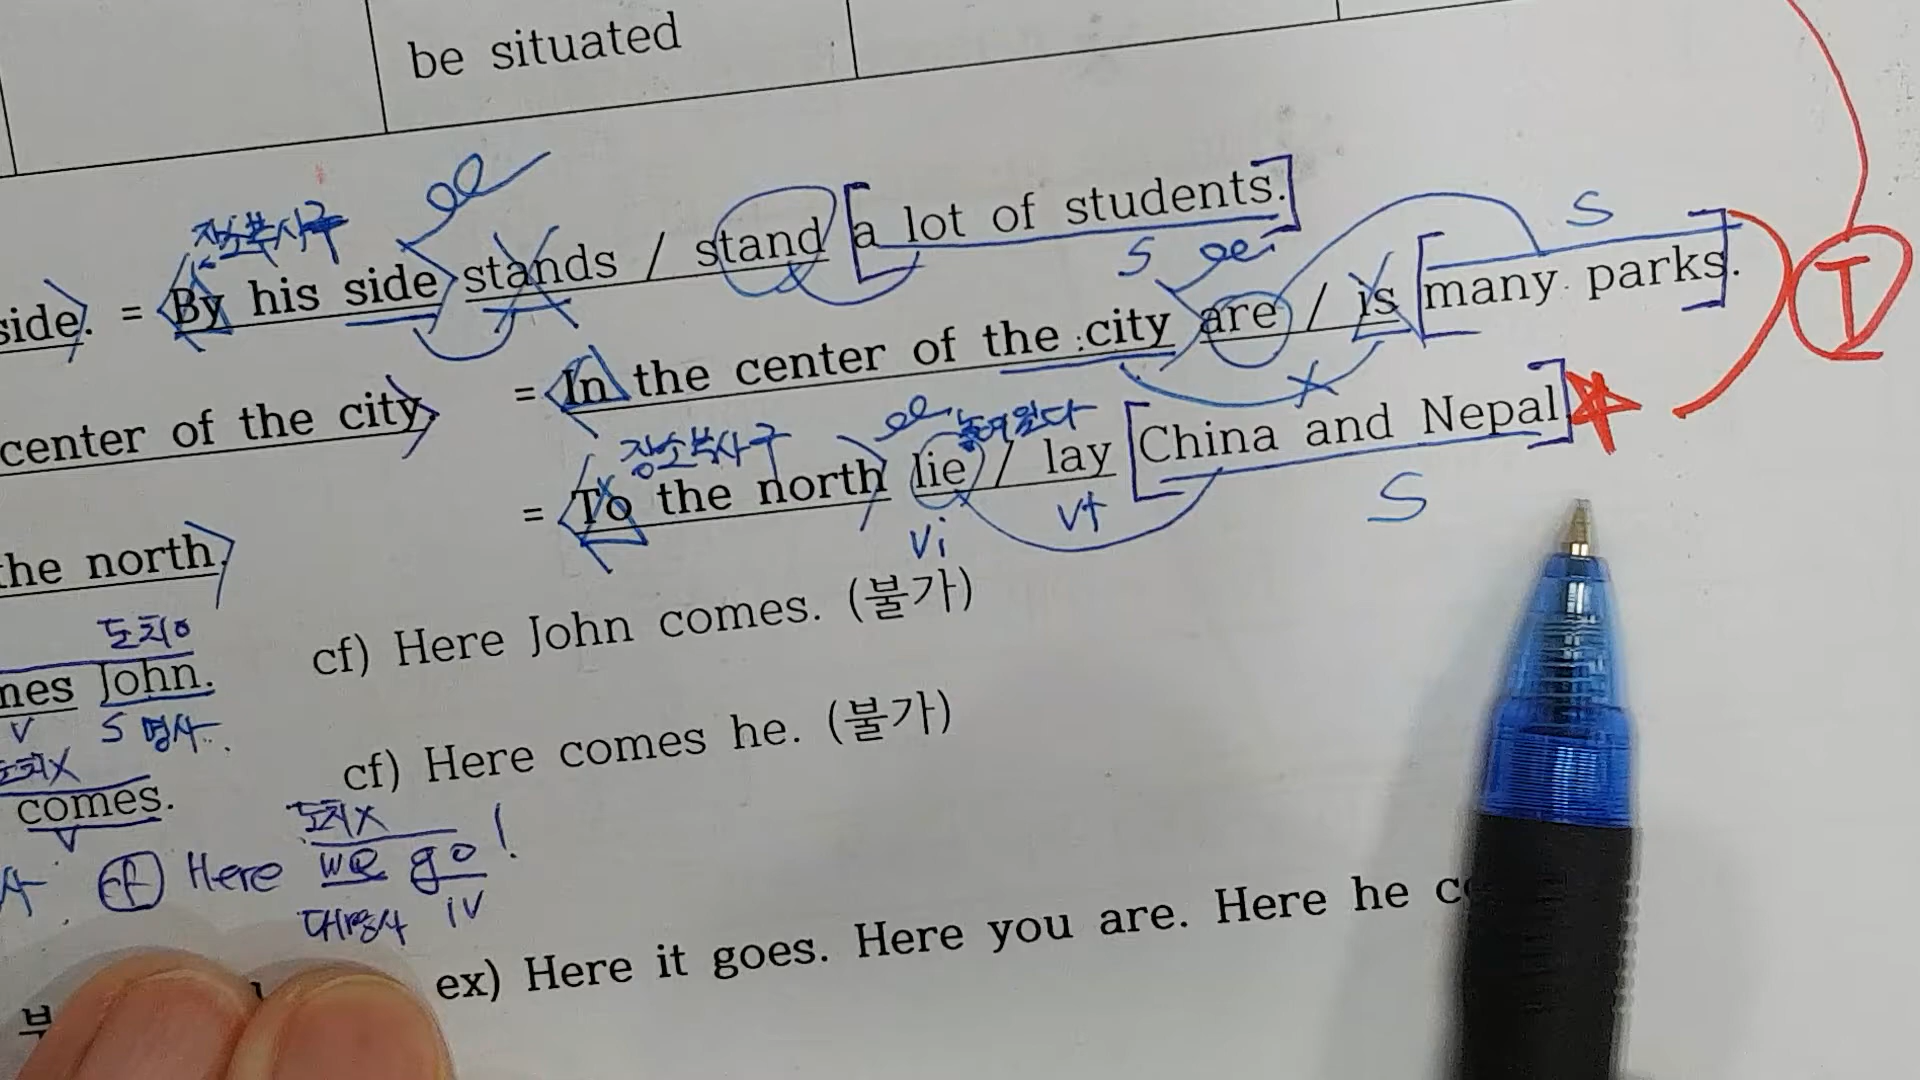 be situated
장소부사구
S
side. = By his side stands / stand a lot of students.
S
center of the city = In the center of the city are / is many parks.
장소부사구 놓여있다
the north = To the north lie / lay China and Nepal
Vi Vt S
I
도치O
cf) Here John comes. (불가)
John.
V S 명사
cf) Here comes he. (불가)
도치X
comes.
V
도치X
Here we go!
대명사 V
ex) Here it goes. Here you are. Here he